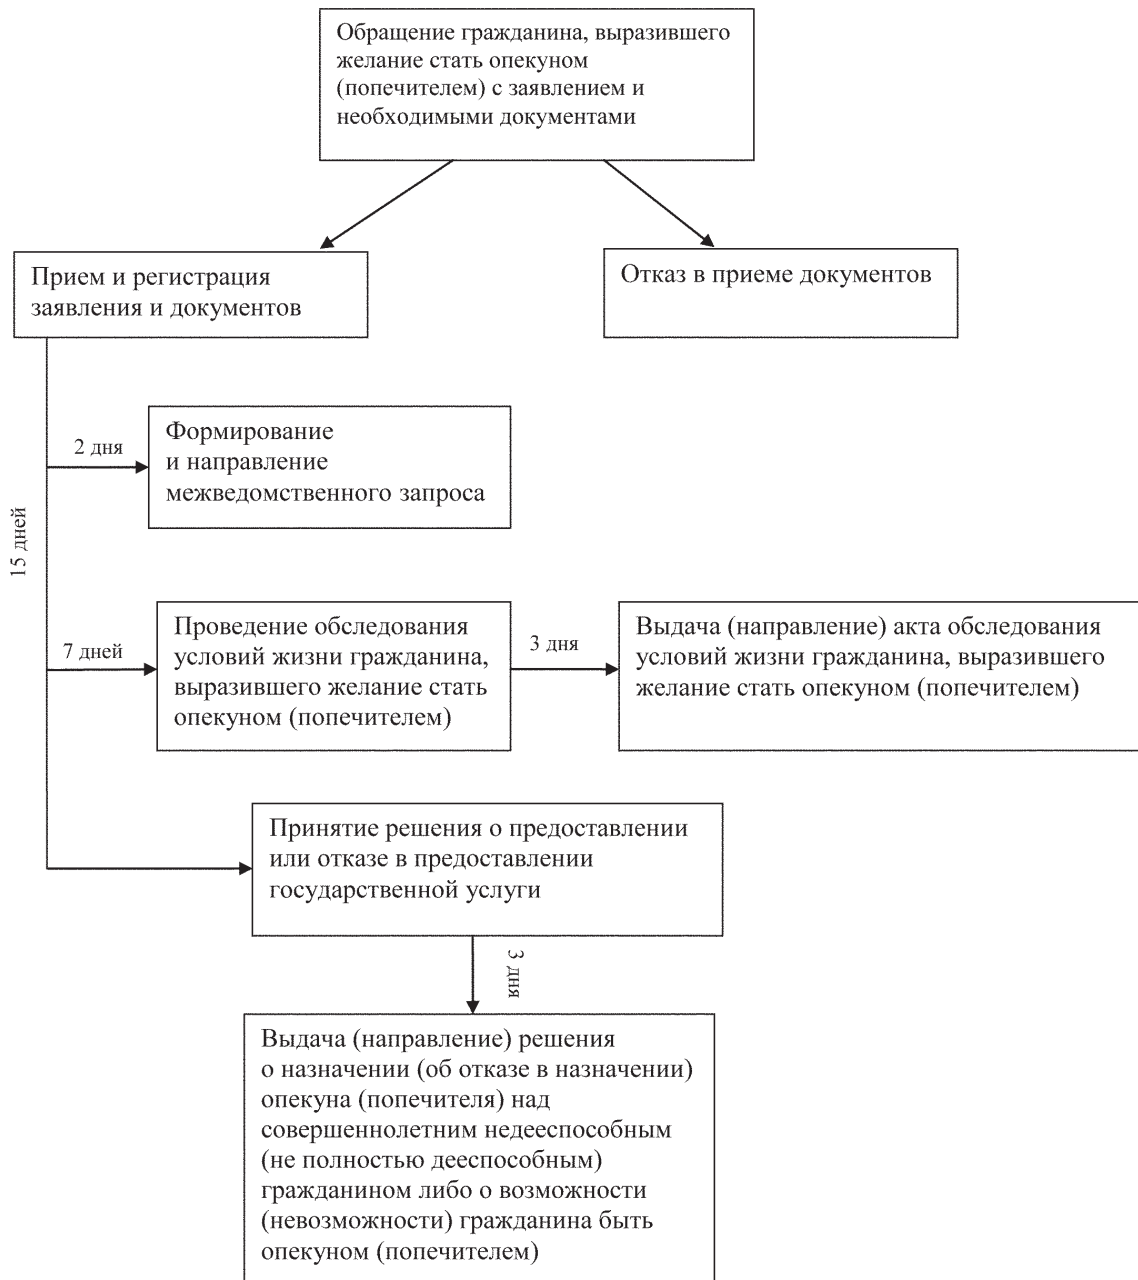 Обращение гражданина, выразившего
желание стать опекуном
(попечителем) с заявлением и
необходимыми документами
Прием и регистрация
заявления и документов
Отказ в приеме документов
2 дня
Формирование
и направление
межведомственного запроса
15 дней
7 дней
Проведение обследования
условий жизни гражданина,
выразившего желание стать
опекуном (попечителем)
3 дня
Выдача (направление) акта обследования
условий жизни гражданина, выразившего
желание стать опекуном (попечителем)
Принятие решения о предоставлении
или отказе в предоставлении
государственной услуги
3 дня
Выдача (направление) решения
о назначении (об отказе в назначении)
опекуна (попечителя) над
совершеннолетним недееспособным
(не полностью дееспособным)
гражданином либо о возможности
(невозможности) гражданина быть
опекуном (попечителем)